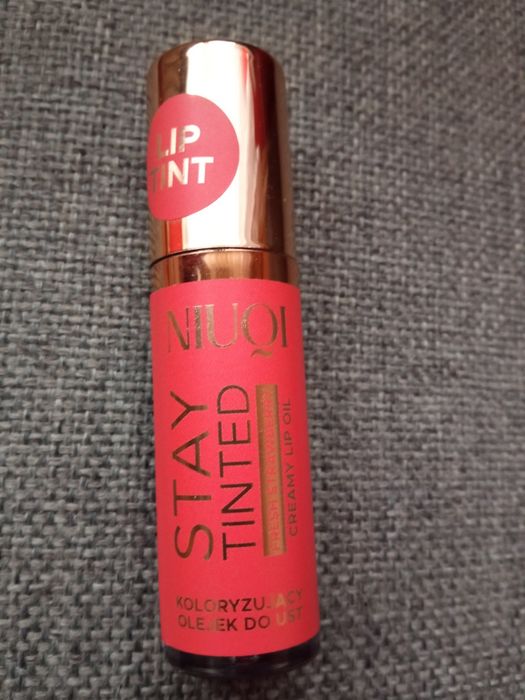 LIP
TINT
NIUQI
STAY
TINTED
FRESH STRAWBERRY
CREAMY LIP OIL
KOLORYZUJĄCY
OLEJEK DO UST